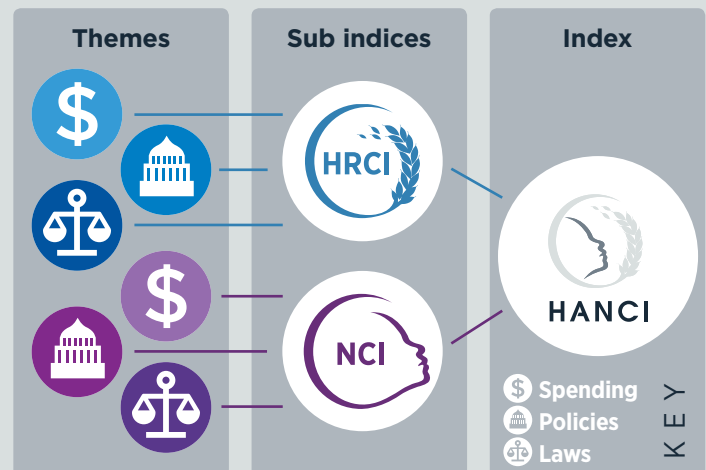 Themes
Sub indices
Index
$
HRCI
$
NCI
HANCI
$ Spending
Policies
Laws
KEY